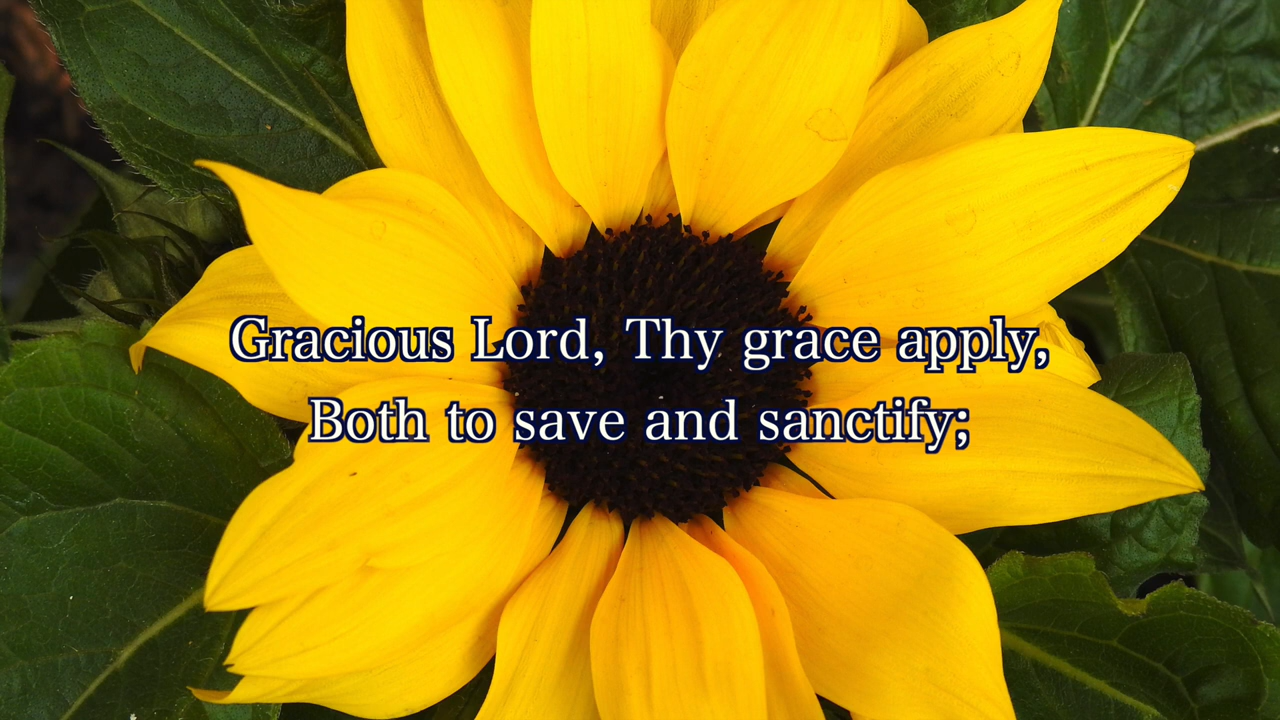 Gracious Lord, Thy grace apply,
Both to save and sanctify;